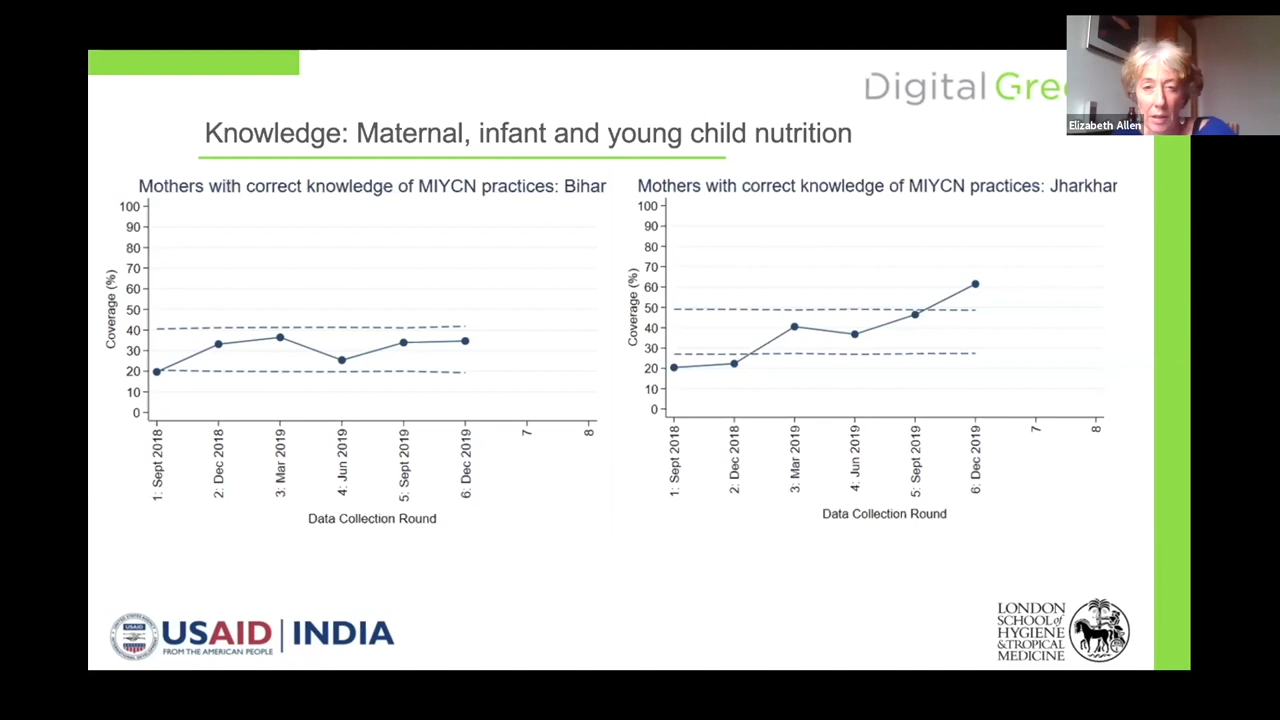 Digital Gre
Elizabeth Allen
Knowledge: Maternal, infant and young child nutrition
Mothers with correct knowledge of MIYCN practices: Bihar
Coverage (%)
100
90
80
70
60
50
40
30
20
10
0
1: Sept 2018
2: Dec 2018
3: Mar 2019
4: Jun 2019
5: Sept 2019
6: Dec 2019
7
8
Data Collection Round
Mothers with correct knowledge of MIYCN practices: Jharkhar
Coverage (%)
100
90
80
70
60
50
40
30
20
10
0
1: Sept 2018
2: Dec 2018
3: Mar 2019
4: Jun 2019
5: Sept 2019
6: Dec 2019
7
8
Data Collection Round
USAID
USAID | INDIA
FROM THE AMERICAN PEOPLE
LONDON
SCHOOL of
HYGIENE
& TROPICAL
MEDICINE